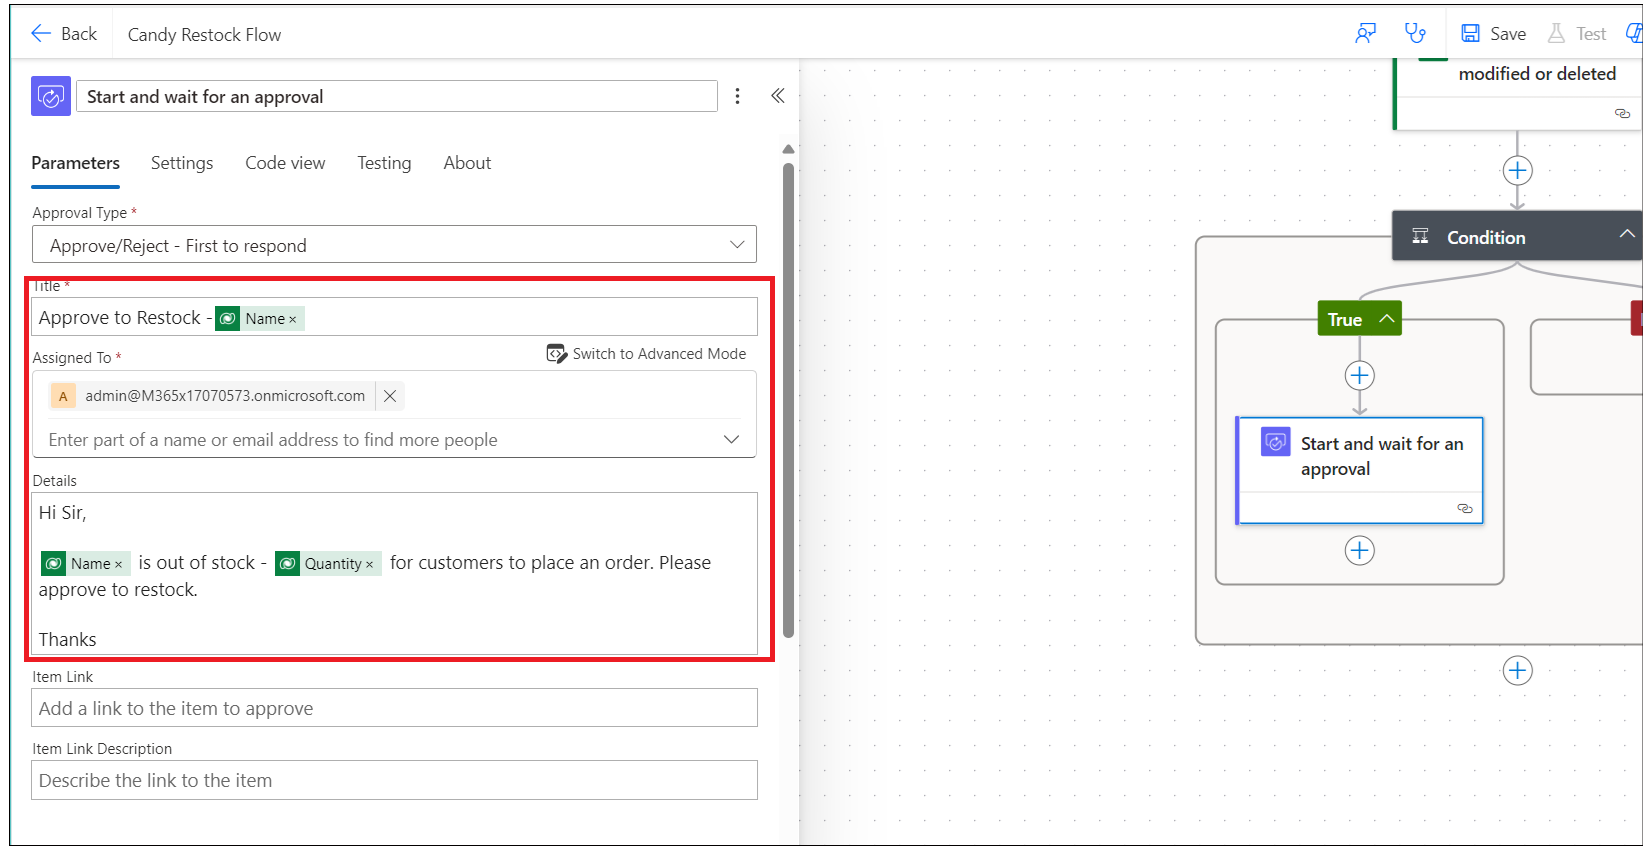 Back
Candy Restock Flow
Save
Test
Start and wait for an approval
Parameters
Settings
Code view
Testing
About
Approval Type *
Approve/Reject - First to respond
Title *
Approve to Restock - Name ×
Assigned To *
Switch to Advanced Mode
A admin@M365x17070573.onmicrosoft.com
Enter part of a name or email address to find more people
Details
Hi Sir,
Name × is out of stock - Quantity × for customers to place an order. Please
approve to restock.
Thanks
Item Link
Add a link to the item to approve
Item Link Description
Describe the link to the item
modified or deleted
Condition
True
Start and wait for an
approval